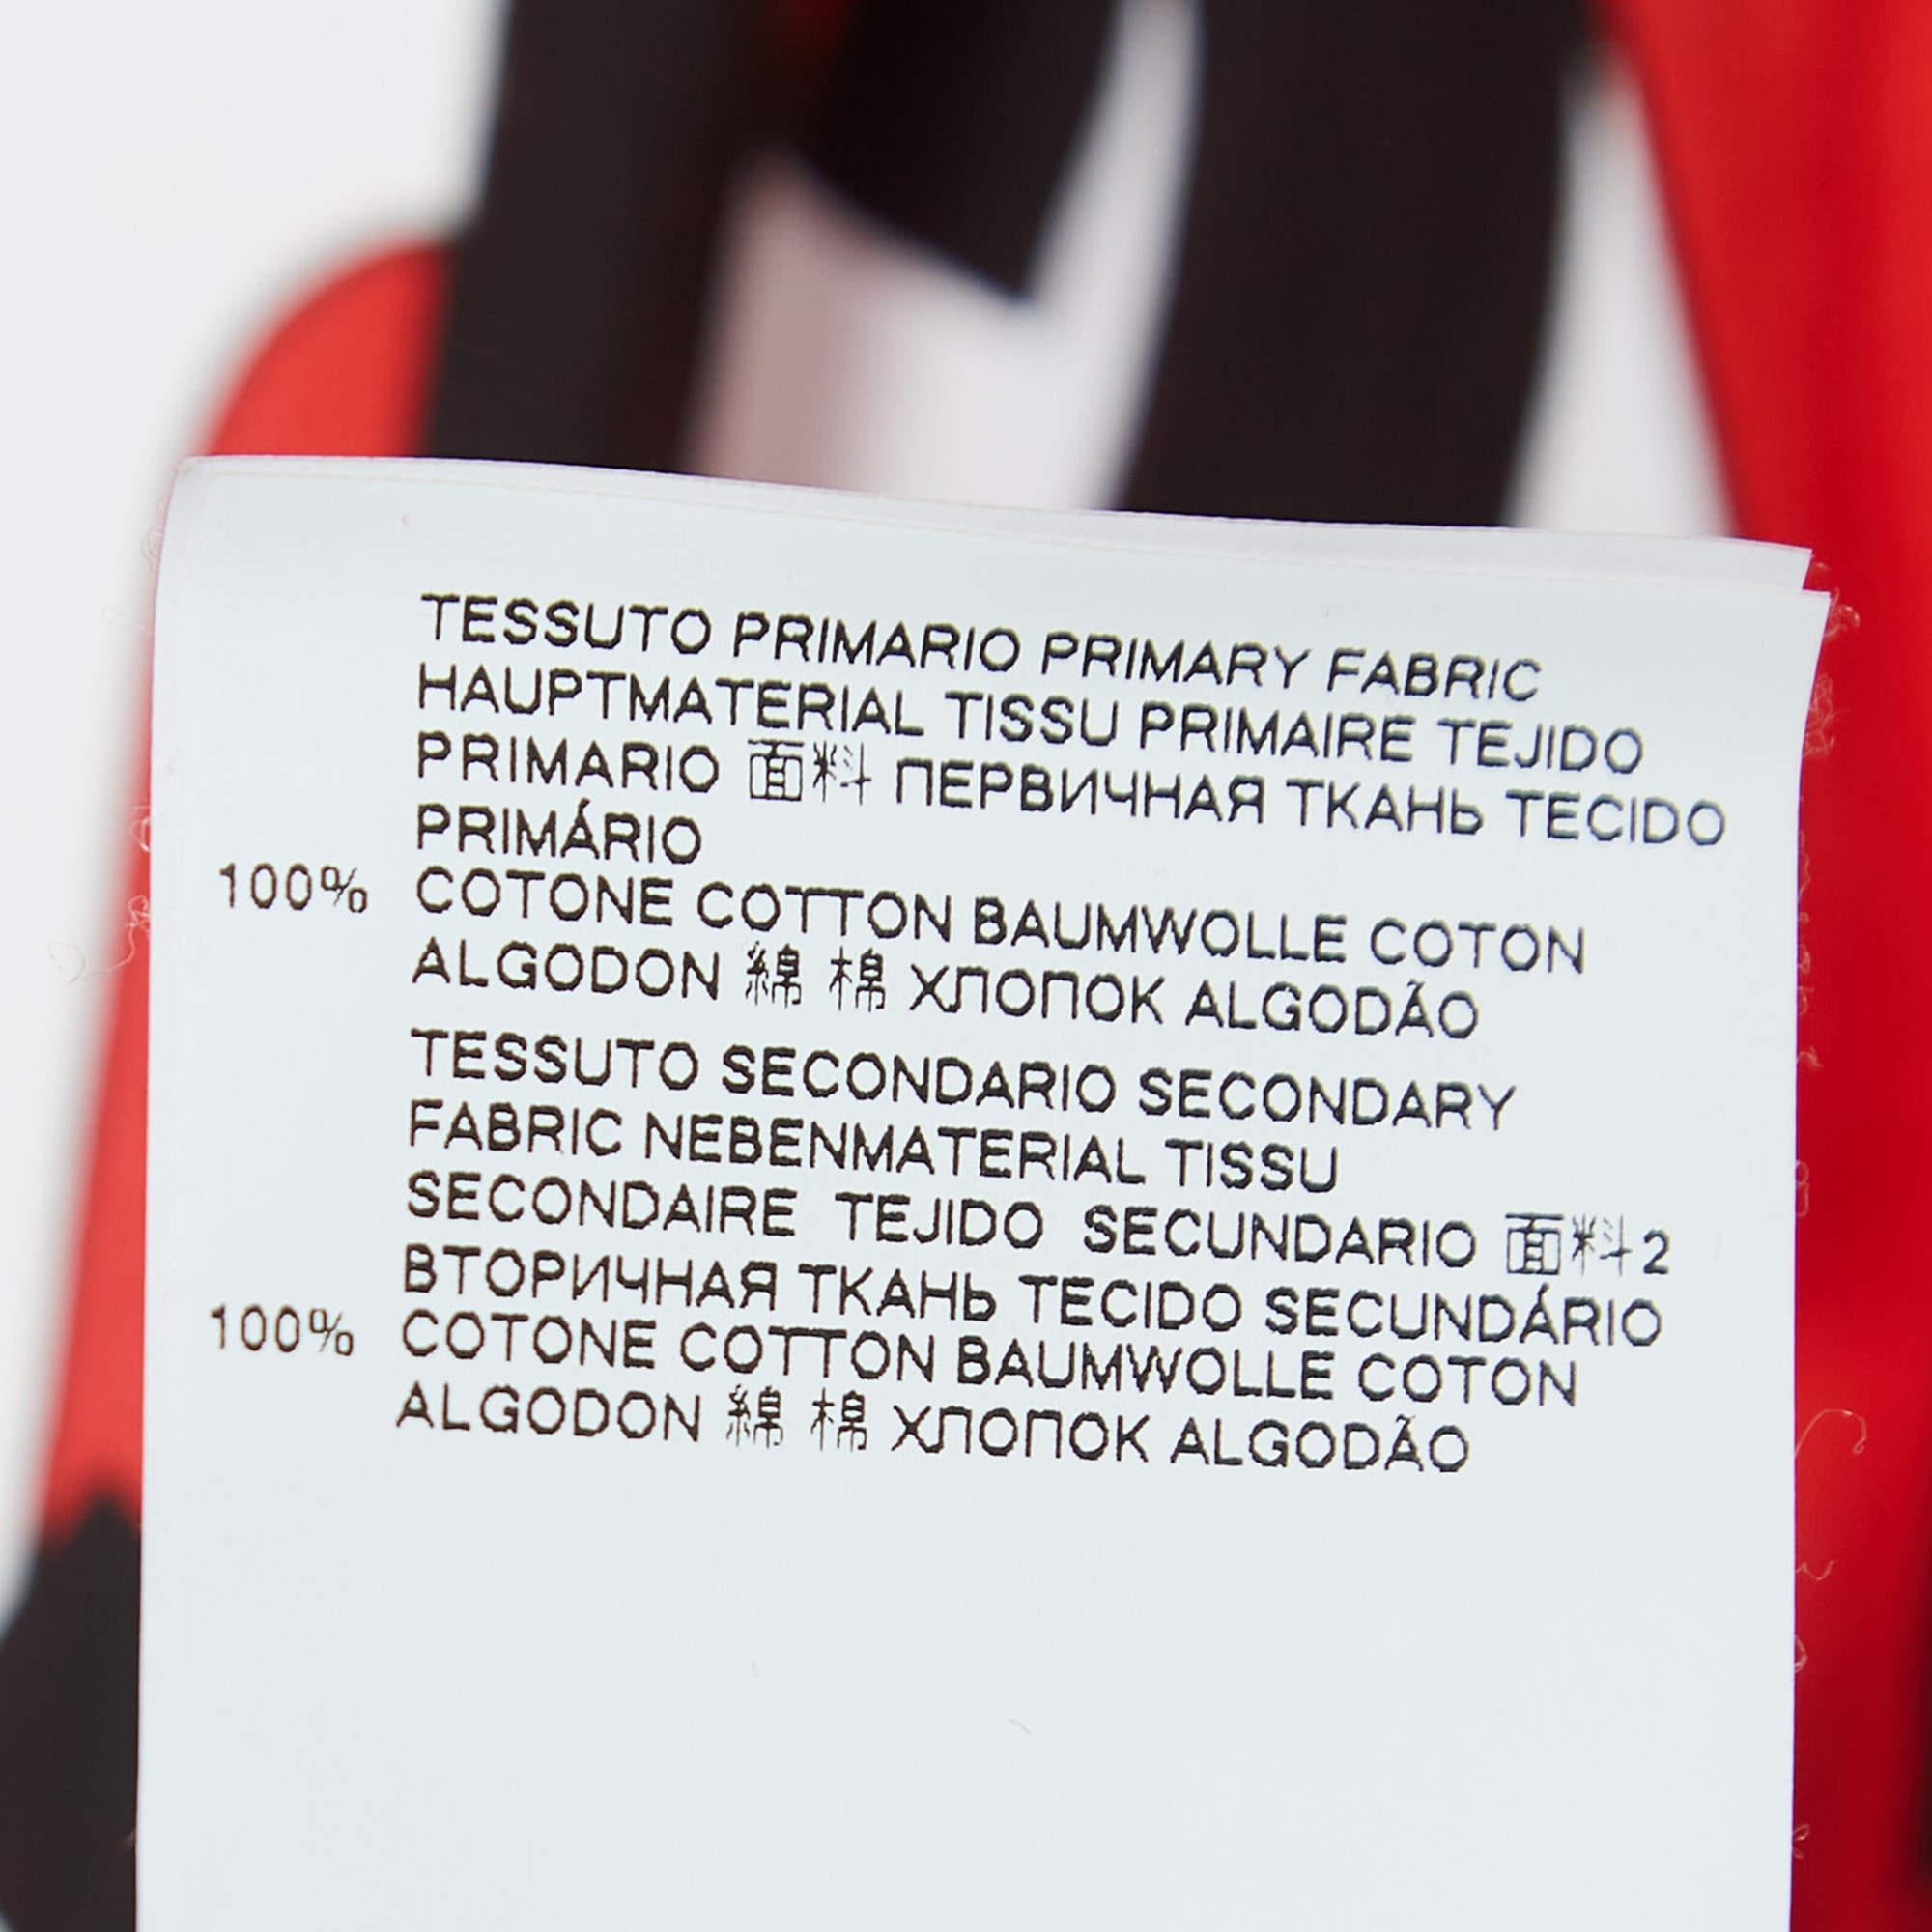 TESSUTO PRIMARIO PRIMARY FABRIC
HAUPTMATERIAL TISSU PRIMAIRE TEJIDO
PRIMARIO 面料 ПЕРВИЧНАЯ ТКАНЬ TECIDO
PRIMÁRIO
100% COTONE COTTON BAUMWOLLE COTON
ALGODON 綿 棉 ХЛОПОК ALGODÃO
TESSUTO SECONDARIO SECONDARY
FABRIC NEBENMATERIAL TISSU
SECONDAIRE TEJIDO SECUNDARIO 面料2
ВТОРИЧНАЯ ТКАНЬ TECIDO SECUNDÁRIO
100% COTONE COTTON BAUMWOLLE COTON
ALGODON 綿 棉 ХЛОПОК ALGODÃO